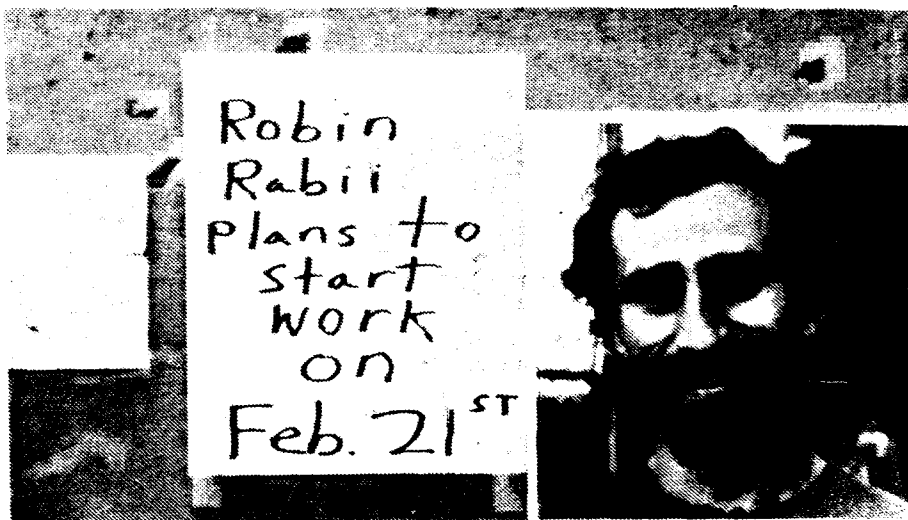 Robin
Rabii
plans to
start
work
on
Feb. 21ST